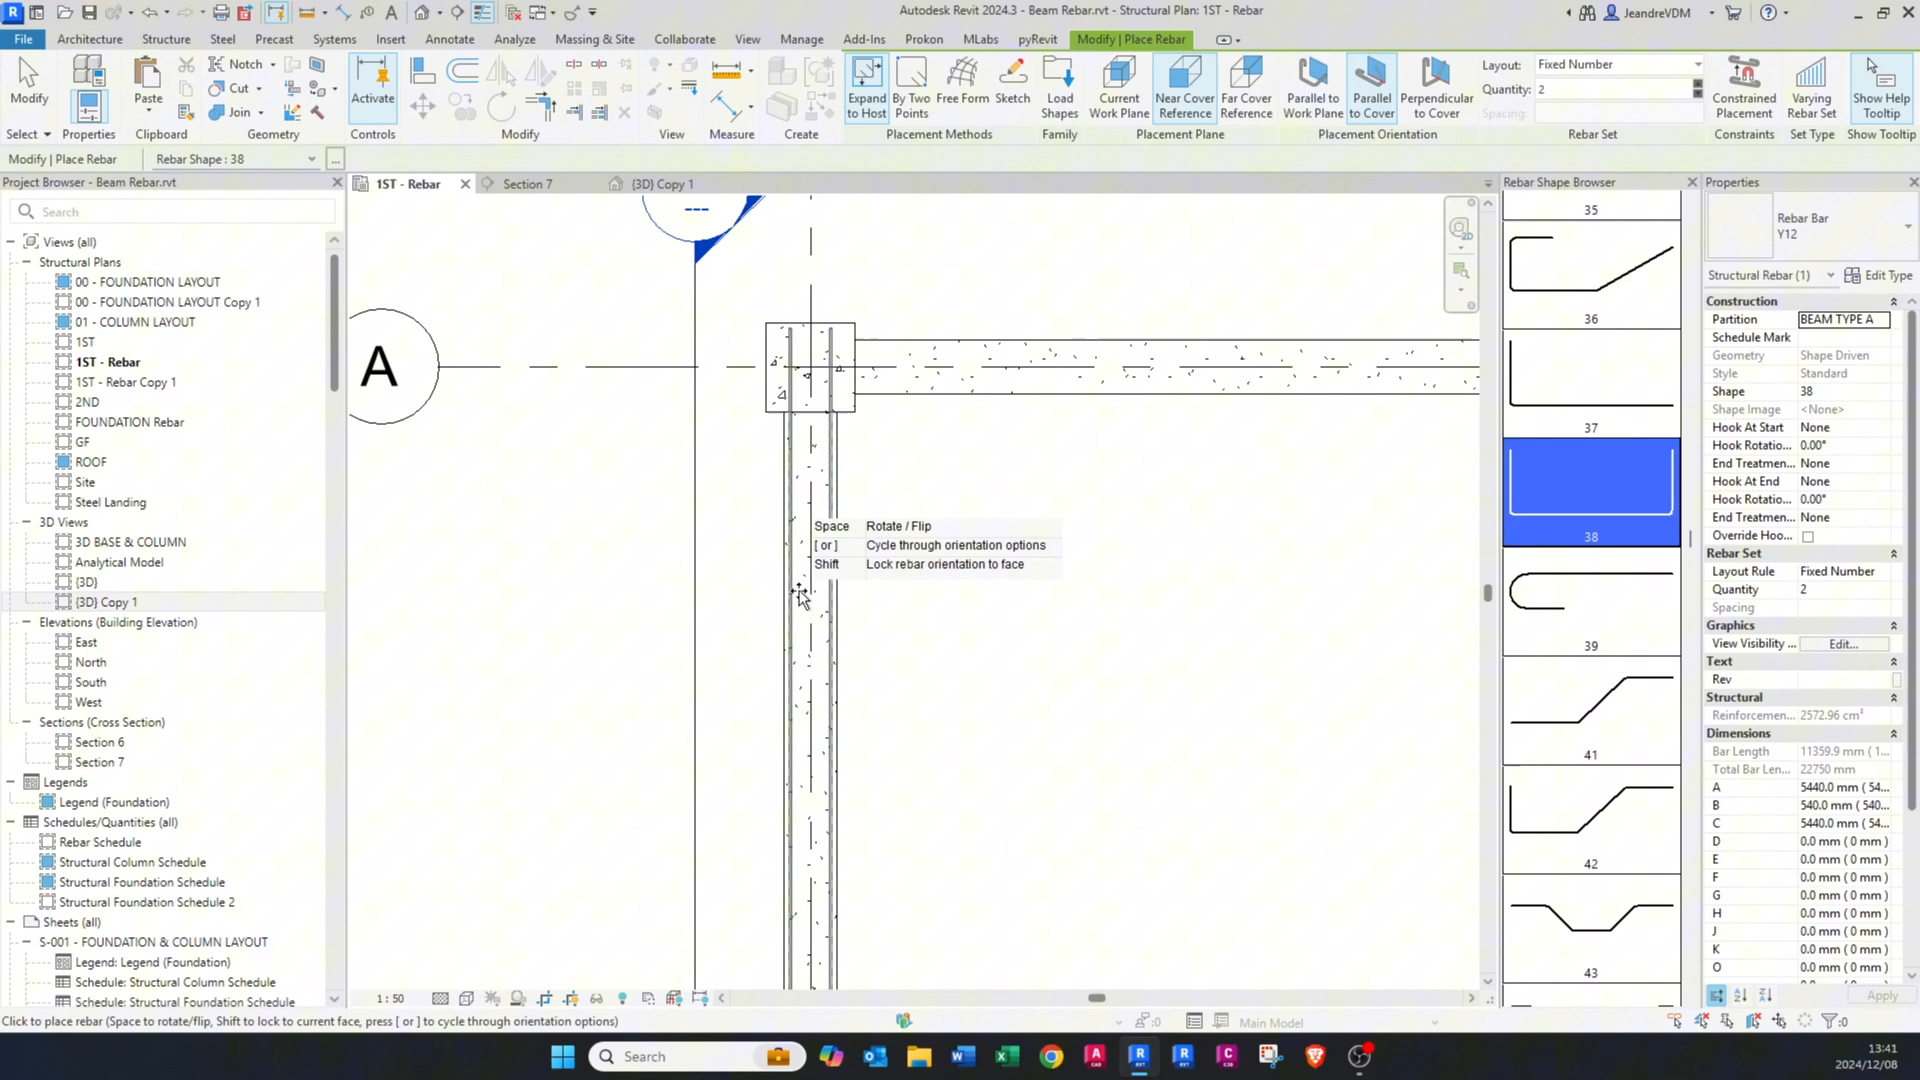 Autodesk Revit 2024.3 - Beam Rebar.rvt - Structural Plan: 1ST - Rebar
JeandreVDM
File Architecture Structure Steel Precast Systems Insert Annotate Analyze Massing & Site Collaborate View Manage Add-Ins Prokon MLabs pyRevit Modify | Place Rebar
Modify
Paste
Notch
Cut
Join
Activate
Expand to Host
By Two Points
Free Form
Sketch
Load Shapes
Current Work Plane
Near Cover Reference
Far Cover Reference
Parallel to Work Plane
Parallel to Cover
Perpendicular to Cover
Layout: Fixed Number
Quantity: 2
Spacing:
Constrained Placement
Varying Rebar Set
Show Help Tooltip
Select Properties Clipboard Geometry Controls Modify View Measure Create Placement Methods Family Placement Plane Placement Orientation Rebar Set Constraints Set Type Show Tooltip
Modify | Place Rebar Rebar Shape : 38 ...
Project Browser - Beam Rebar.rvt
Search
Views (all)
Structural Plans
00 - FOUNDATION LAYOUT
00 - FOUNDATION LAYOUT Copy 1
01 - COLUMN LAYOUT
1ST
1ST - Rebar
1ST - Rebar Copy 1
2ND
FOUNDATION Rebar
GF
ROOF
Site
Steel Landing
3D Views
3D BASE & COLUMN
Analytical Model
{3D}
{3D} Copy 1
Elevations (Building Elevation)
East
North
South
West
Sections (Cross Section)
Section 6
Section 7
Legends
Legend (Foundation)
Schedules/Quantities (all)
Rebar Schedule
Structural Column Schedule
Structural Foundation Schedule
Structural Foundation Schedule 2
Sheets (all)
S-001 - FOUNDATION & COLUMN LAYOUT
Legend: Legend (Foundation)
Schedule: Structural Column Schedule
Schedule: Structural Foundation Schedule
1ST - Rebar Section 7 {3D} Copy 1
---
A
2D
Space Rotate / Flip
[ or ] Cycle through orientation options
Shift Lock rebar orientation to face
1 : 50
Rebar Shape Browser
35
36
37
38
39
41
42
43
Properties
Rebar Bar
Y12
Structural Rebar (1) Edit Type
Construction
Partition BEAM TYPE A
Schedule Mark
Geometry Shape Driven
Style Standard
Shape 38
Shape Image <None>
Hook At Start None
Hook Rotatio... 0.00°
End Treatmen... None
Hook At End None
Hook Rotatio... 0.00°
End Treatmen... None
Override Hoo...
Rebar Set
Layout Rule Fixed Number
Quantity 2
Spacing
Graphics
View Visibility ... Edit...
Text
Rev
Structural
Reinforcemen... 2572.96 cm³
Dimensions
Bar Length 11359.9 mm ( 1...
Total Bar Len... 22750 mm
A 5440.0 mm ( 54...
B 540.0 mm ( 540...
C 5440.0 mm ( 54...
D 0.0 mm ( 0 mm )
E 0.0 mm ( 0 mm )
F 0.0 mm ( 0 mm )
G 0.0 mm ( 0 mm )
H 0.0 mm ( 0 mm )
J 0.0 mm ( 0 mm )
K 0.0 mm ( 0 mm )
O 0.0 mm ( 0 mm )
Apply
Click to place rebar (Space to rotate/flip, Shift to lock to current face, press [ or ] to cycle through orientation options)
:0
Main Model
:0
Search
13:41
2024/12/08